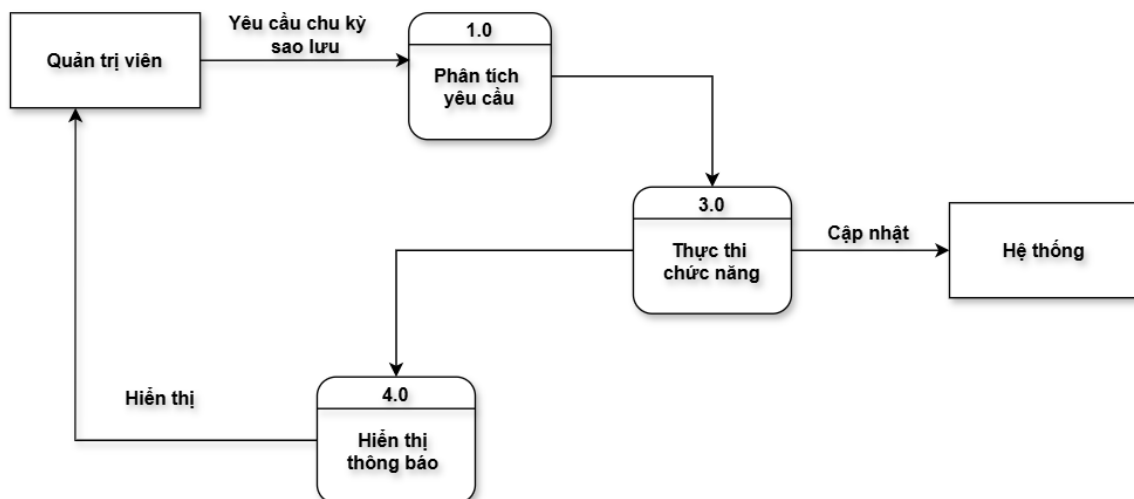 Quản trị viên
Yêu cầu chu kỳ
sao lưu
1.0
Phân tích
yêu cầu
3.0
Thực thi
chức năng
Cập nhật
Hệ thống
Hiển thị
4.0
Hiển thị
thông báo